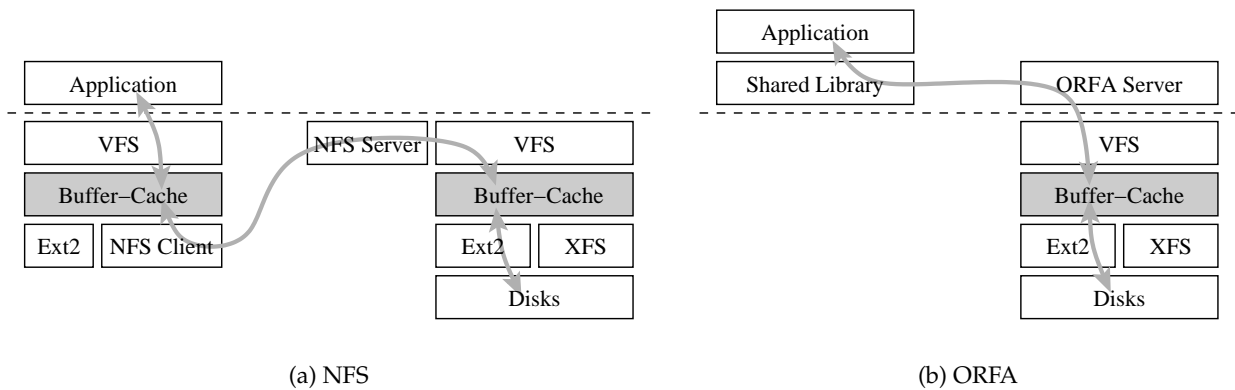 Application
VFS
Buffer−Cache
Ext2
NFS Client
NFS Server
VFS
Buffer−Cache
Ext2
XFS
Disks
(a) NFS
Application
Shared Library
ORFA Server
VFS
Buffer−Cache
Ext2
XFS
Disks
(b) ORFA